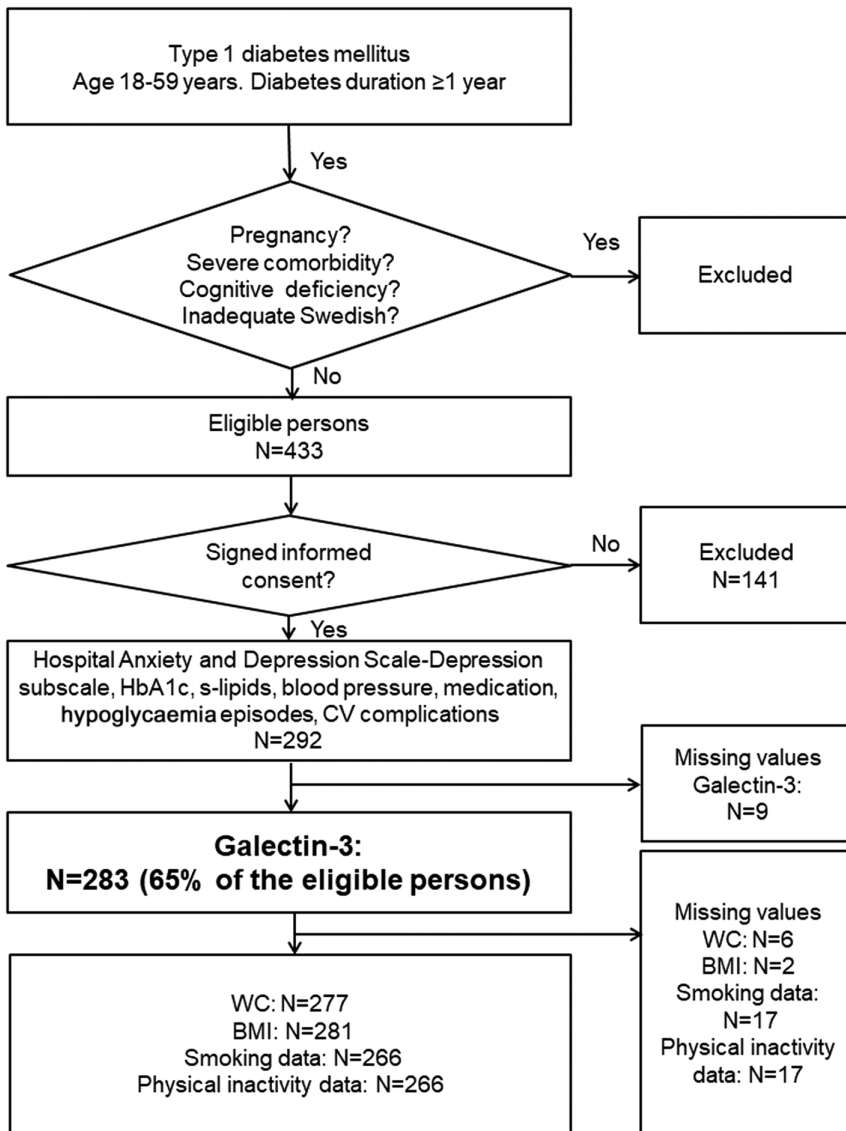 Type 1 diabetes mellitus
Age 18-59 years. Diabetes duration ≥1 year
Yes
Pregnancy?
Severe comorbidity?
Cognitive deficiency?
Inadequate Swedish?
Yes
Excluded
No
Eligible persons
N=433
Signed informed
consent?
No
Excluded
N=141
Yes
Hospital Anxiety and Depression Scale-Depression
subscale, HbA1c, s-lipids, blood pressure, medication,
hypoglycaemia episodes, CV complications
N=292
Missing values
Galectin-3:
N=9
Galectin-3:
N=283 (65% of the eligible persons)
Missing values
WC: N=6
BMI: N=2
Smoking data:
N=17
Physical inactivity
data: N=17
WC: N=277
BMI: N=281
Smoking data: N=266
Physical inactivity data: N=266